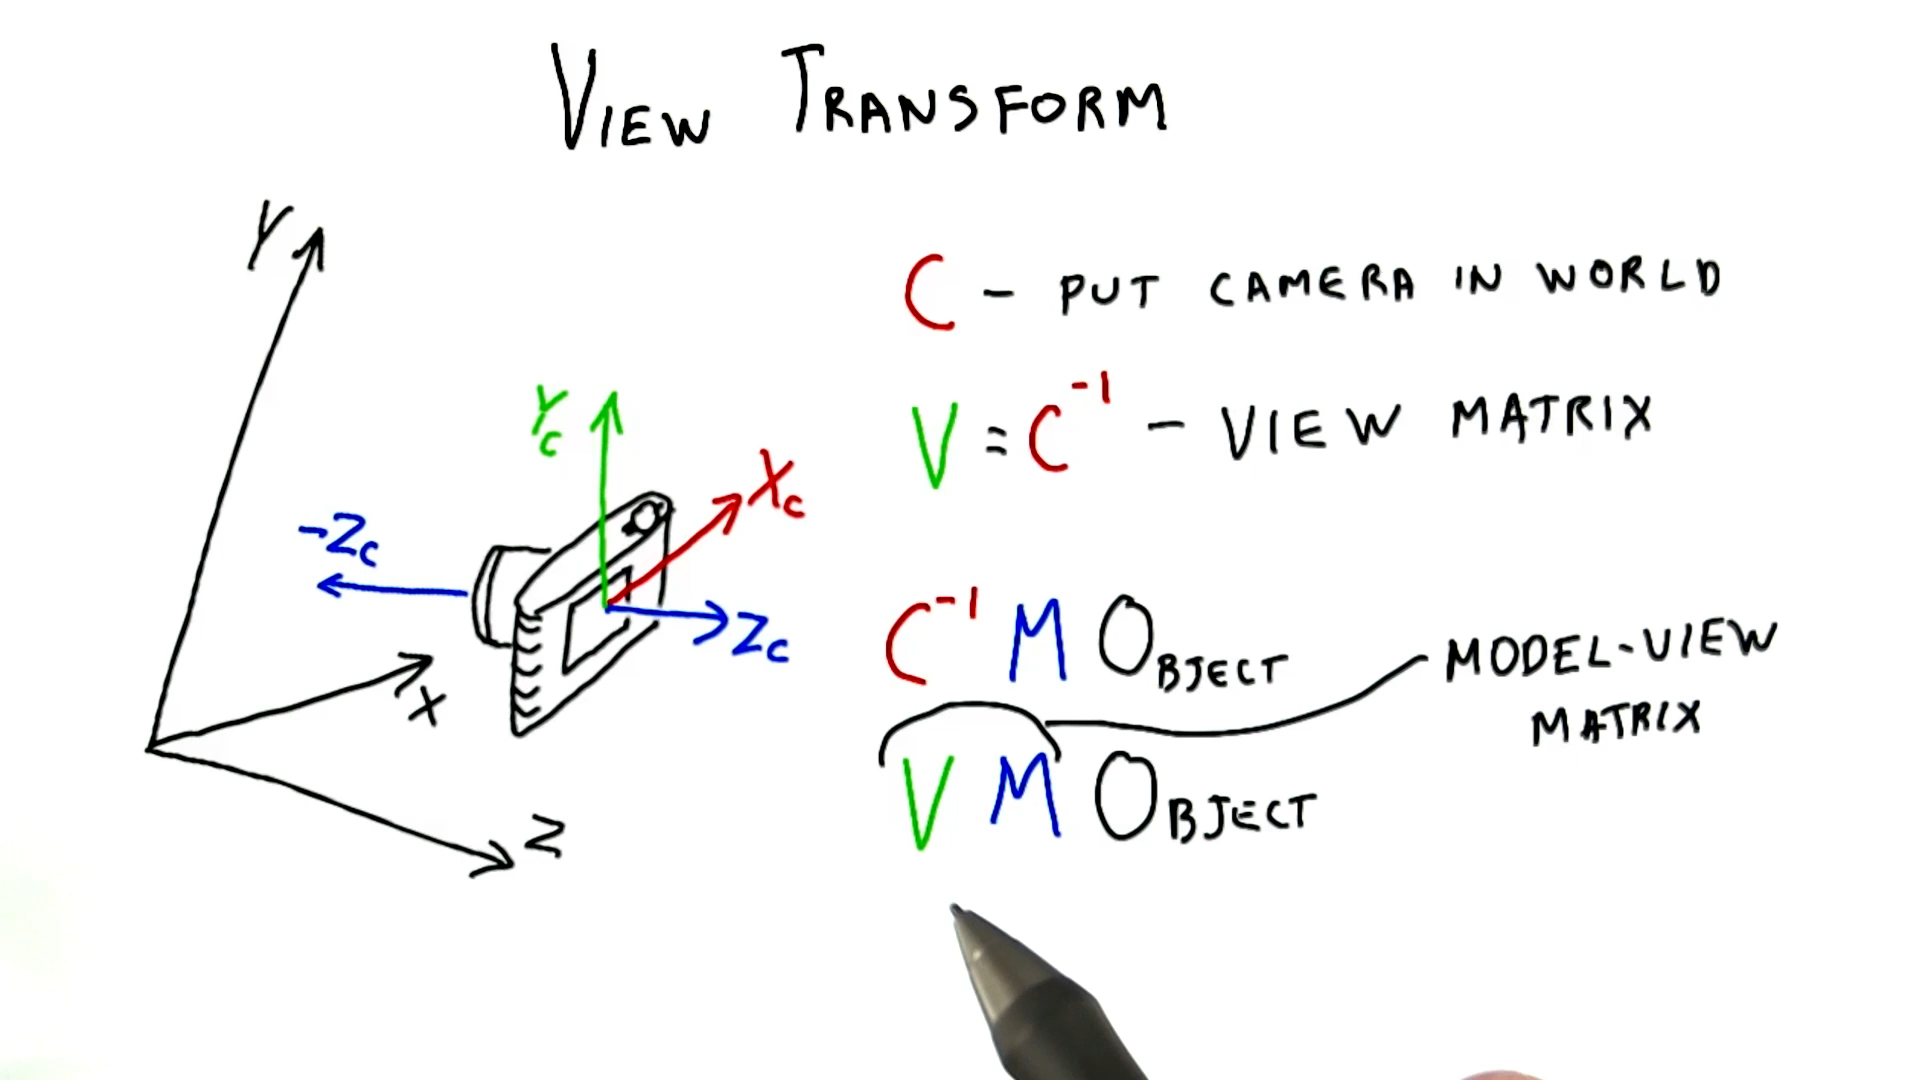 VIEW TRANSFORM
Y
X
Z
Yc
Xc
-Zc
Zc
C - PUT CAMERA IN WORLD
V = C⁻¹ - VIEW MATRIX
C⁻¹ M OBJECT
MODEL-VIEW
MATRIX
V M OBJECT